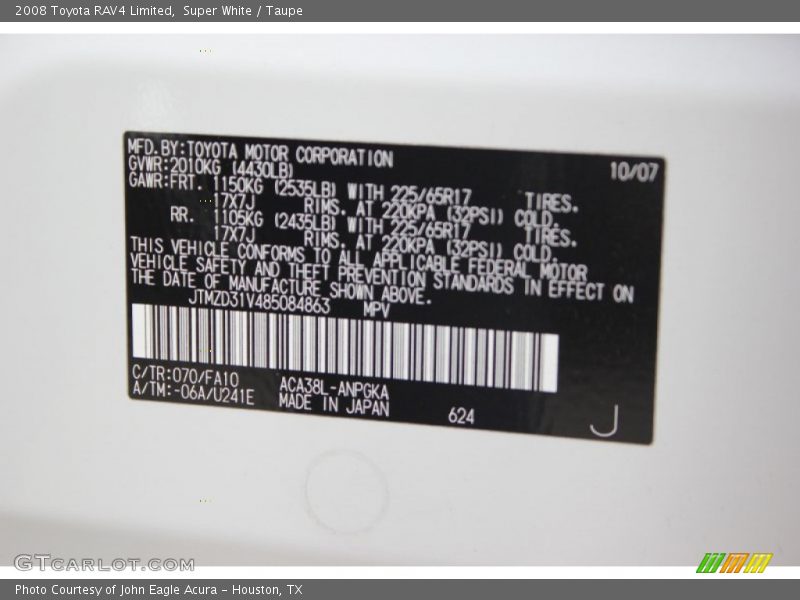 2008 Toyota RAV4 Limited,  Super White / Taupe
MFD.BY:TOYOTA MOTOR CORPORATION 10/07
GVWR:2010KG (4430LB)
GAWR:FRT. 1150KG (2535LB) WITH 225/65R17 TIRES.
17X7J RIMS. AT 220KPA (32PSI) COLD.
RR. 1105KG (2435LB) WITH 225/65R17 TIRES.
17X7J RIMS. AT 220KPA (32PSI) COLD.
THIS VEHICLE CONFORMS TO ALL APPLICABLE FEDERAL MOTOR
VEHICLE SAFETY AND THEFT PREVENTION STANDARDS IN EFFECT ON
THE DATE OF MANUFACTURE SHOWN ABOVE.
JTMZD31V485084863 MPV
C/TR:070/FA10 ACA38L-ANPGKA
A/TM:-06A/U241E MADE IN JAPAN 624 J
GTCARLOT.COM
Photo Courtesy of John Eagle Acura - Houston, TX